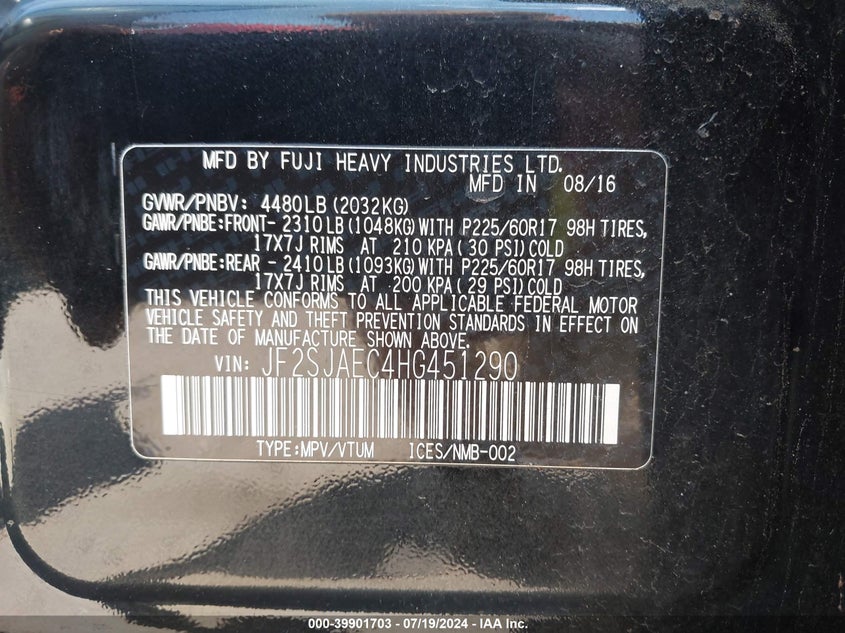 MFD BY FUJI HEAVY INDUSTRIES LTD.
MFD IN 08/16
GVWR/PNBV: 4480LB (2032KG)
GAWR/PNBE:FRONT- 2310LB (1048KG) WITH P225/60R17 98H TIRES,
17X7J RIMS AT 210 KPA ( 30 PSI) COLD
GAWR/PNBE:REAR - 2410LB (1093KG) WITH P225/60R17 98H TIRES,
17X7J RIMS AT 200 KPA ( 29 PSI) COLD
THIS VEHICLE CONFORMS TO ALL APPLICABLE FEDERAL MOTOR
VEHICLE SAFETY AND THEFT PREVENTION STANDARDS IN EFFECT ON
THE DATE OF MANUFACTURE SHOWN ABOVE.
VIN: JF2SJAEC4HG451290
TYPE:MPV/VTUM ICES/NMB-002
000-39901703 - 07/19/2024 - IAA Inc.